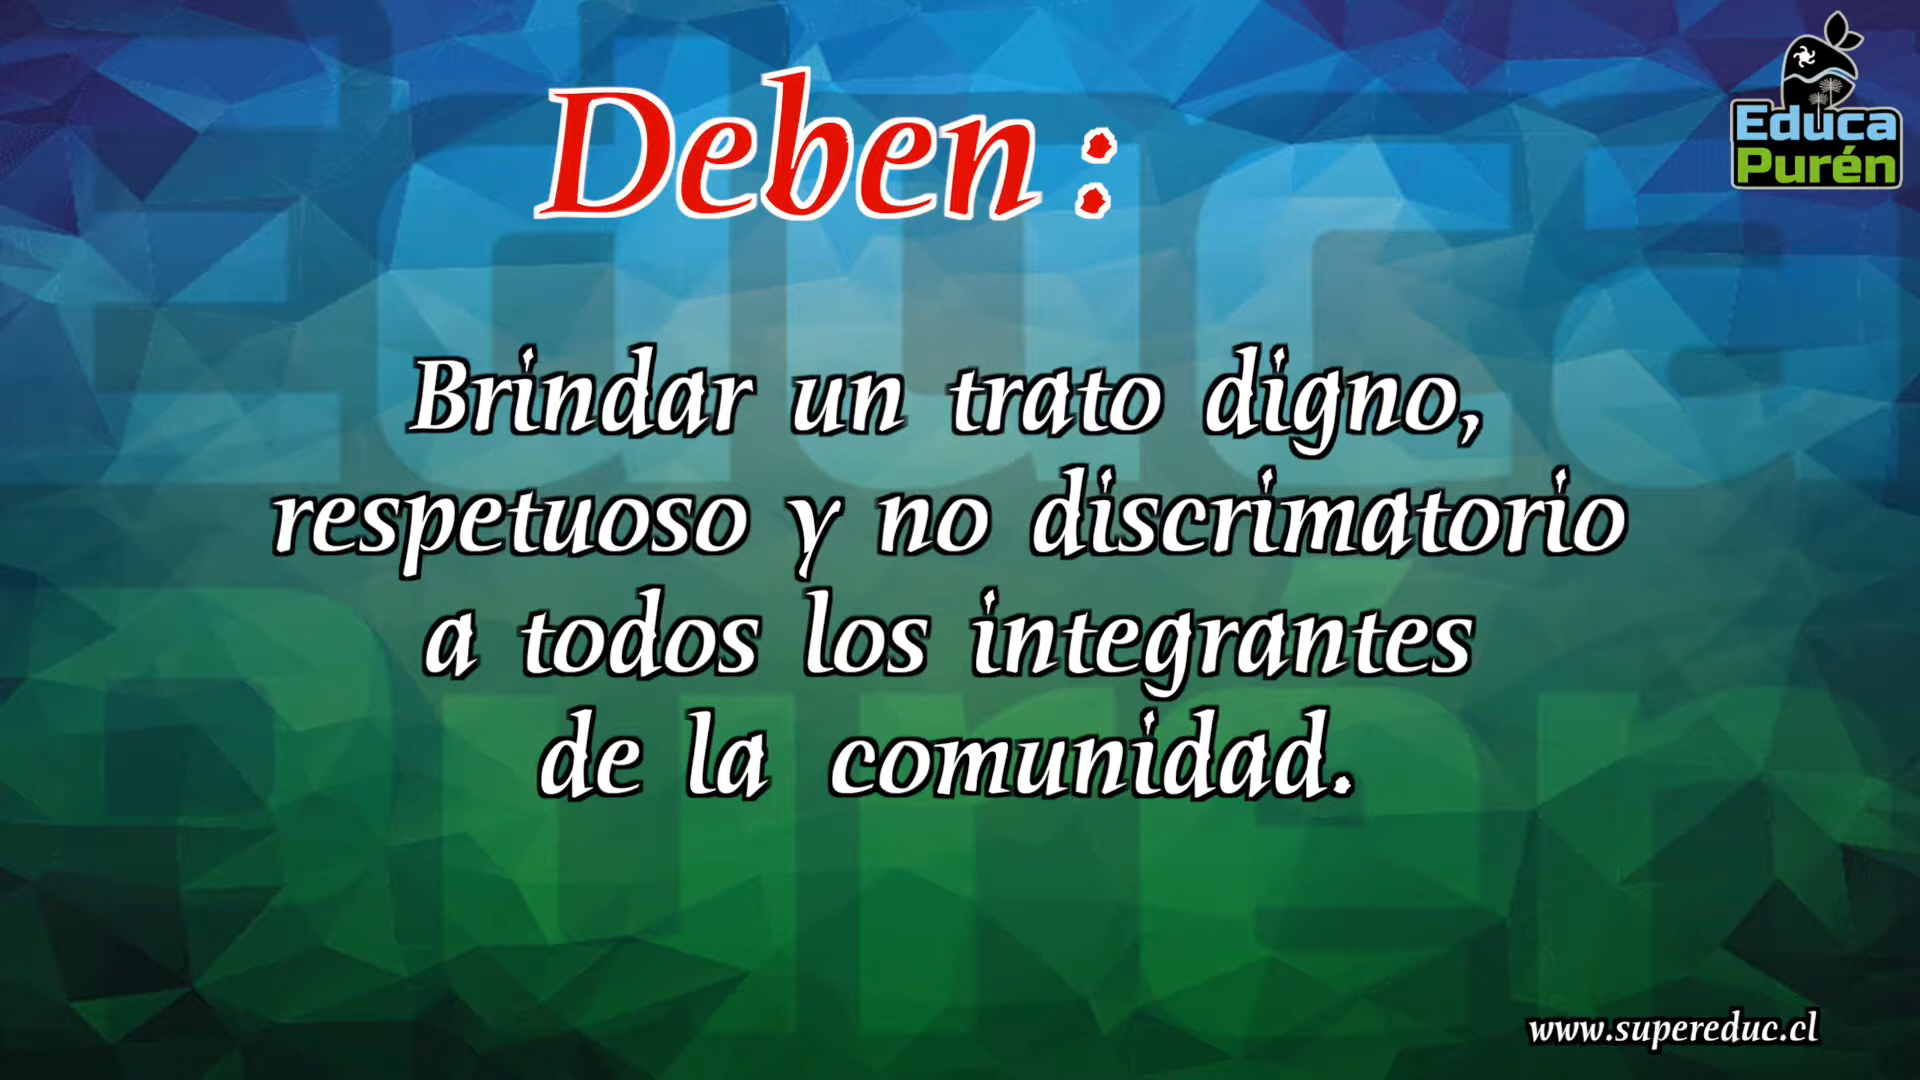 Deben:
Educa
Purén
Brindar un trato digno,
respetuoso y no discrimatorio
a todos los integrantes
de la comunidad.
www.supereduc.cl